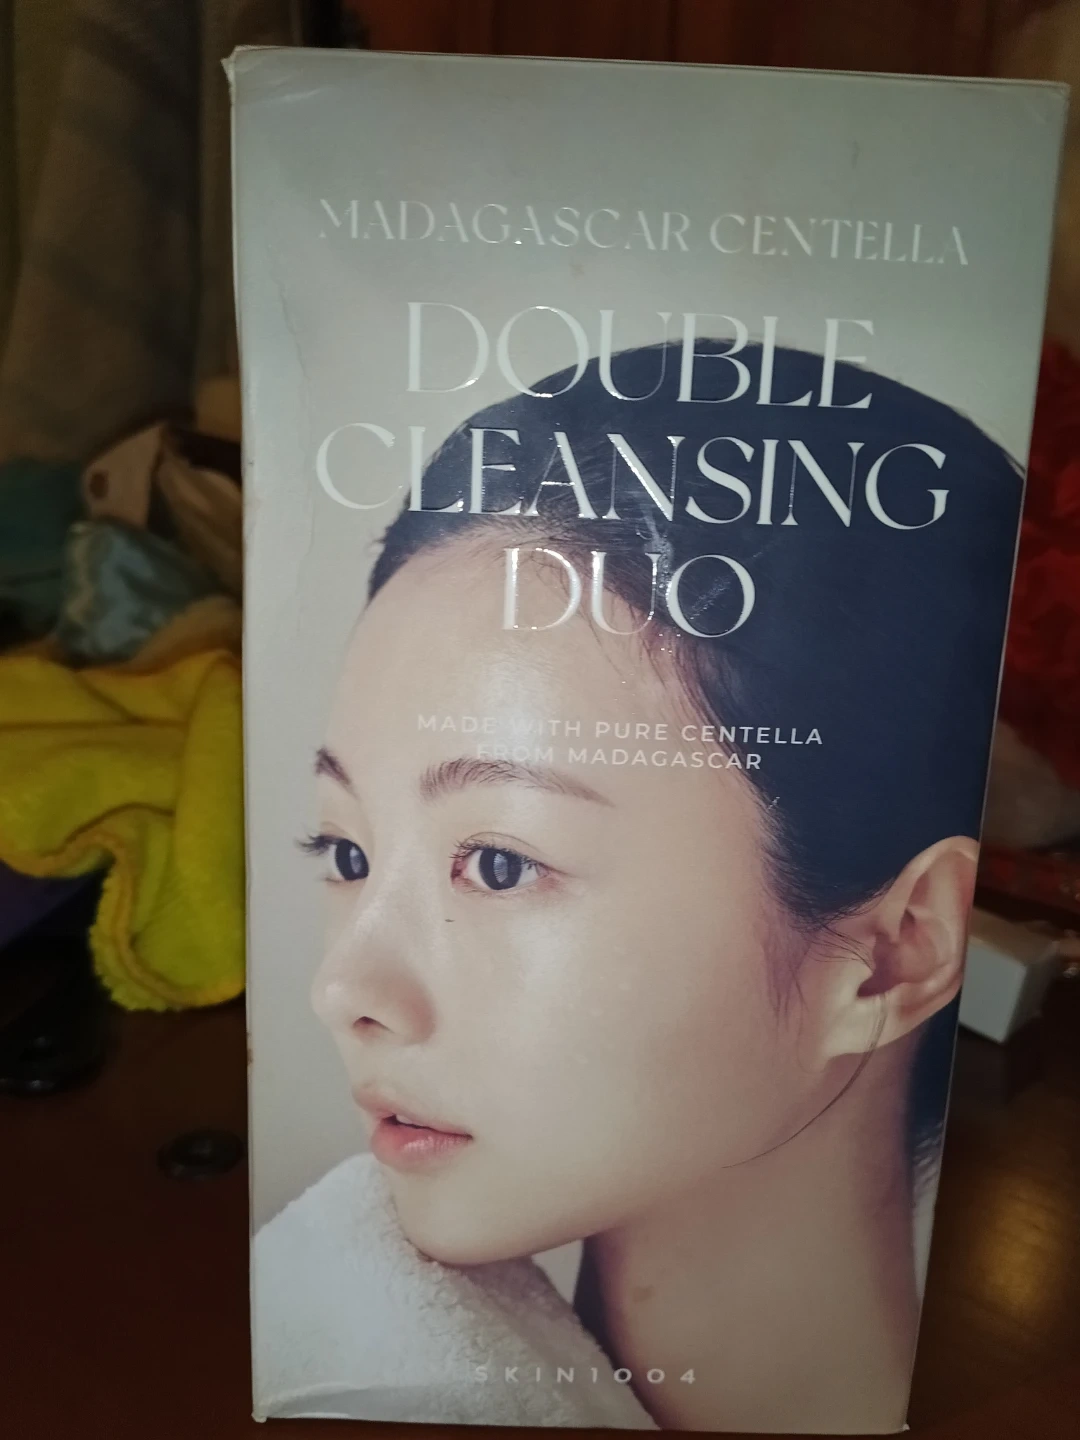 MADAGASCAR CENTELLA
DOUBLE
CLEANSING
DUO
MADE WITH PURE CENTELLA
FROM MADAGASCAR
SKIN1004